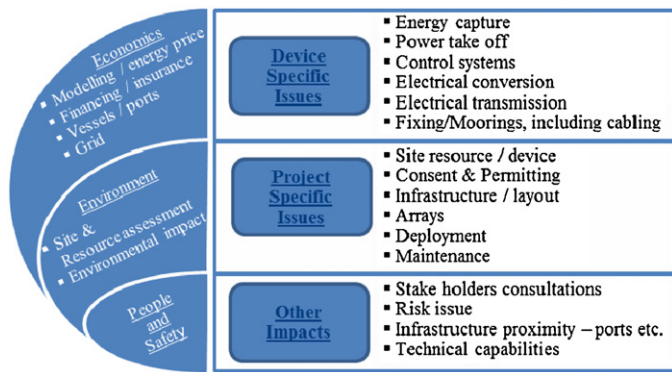 Economics
▪ Modelling / energy price
▪ Financing / insurance
▪ Vessels / ports
▪ Grid
Environment
▪ Site &
Resource assessment
▪ Environmental impact
People
and
Safety
Device
Specific
Issues
▪ Energy capture
▪ Power take off
▪ Control systems
▪ Electrical conversion
▪ Electrical transmission
▪ Fixing/Moorings, including cabling
Project
Specific
Issues
▪ Site resource / device
▪ Consent & Permitting
▪ Infrastructure / layout
▪ Arrays
▪ Deployment
▪ Maintenance
Other
Impacts
▪ Stake holders consultations
▪ Risk issue
▪ Infrastructure proximity – ports etc.
▪ Technical capabilities